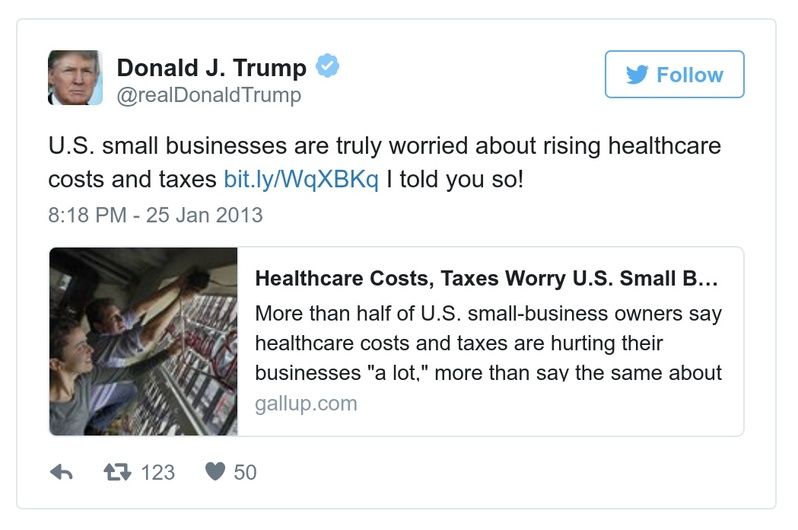 Donald J. Trump
@realDonaldTrump
Follow
U.S. small businesses are truly worried about rising healthcare
costs and taxes bit.ly/WqXBKq I told you so!
8:18 PM - 25 Jan 2013
Healthcare Costs, Taxes Worry U.S. Small B...
More than half of U.S. small-business owners say
healthcare costs and taxes are hurting their
businesses "a lot," more than say the same about
gallup.com
123 50